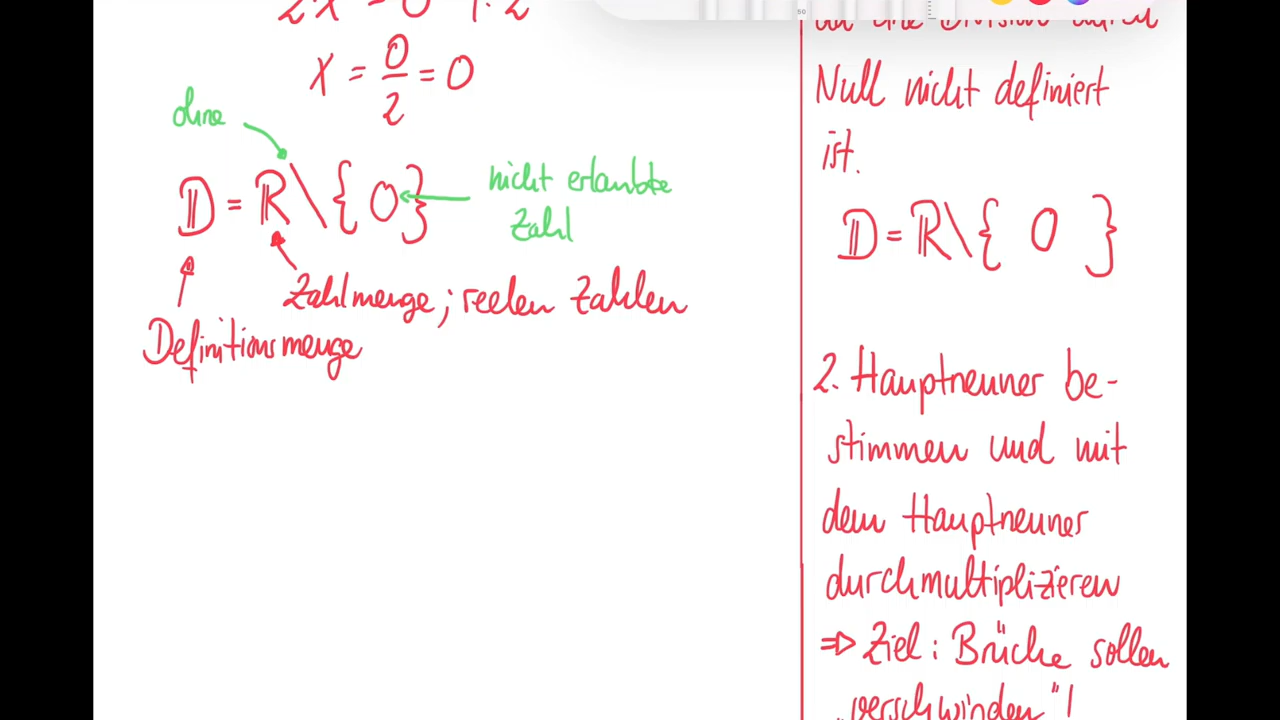 x = 0/2 = 0
ohne
D = ℝ \ { 0 }
nicht erlaubte
Zahl
Zahlmenge; reelen Zahlen
Definitionsmenge
Null nicht definiert
ist.
D = ℝ \ { 0 }
2. Hauptnenner be-
stimmen und mit
dem Hauptnenner
durchmultiplizieren
⇒ Ziel: Brüche sollen
„verschwinden"!